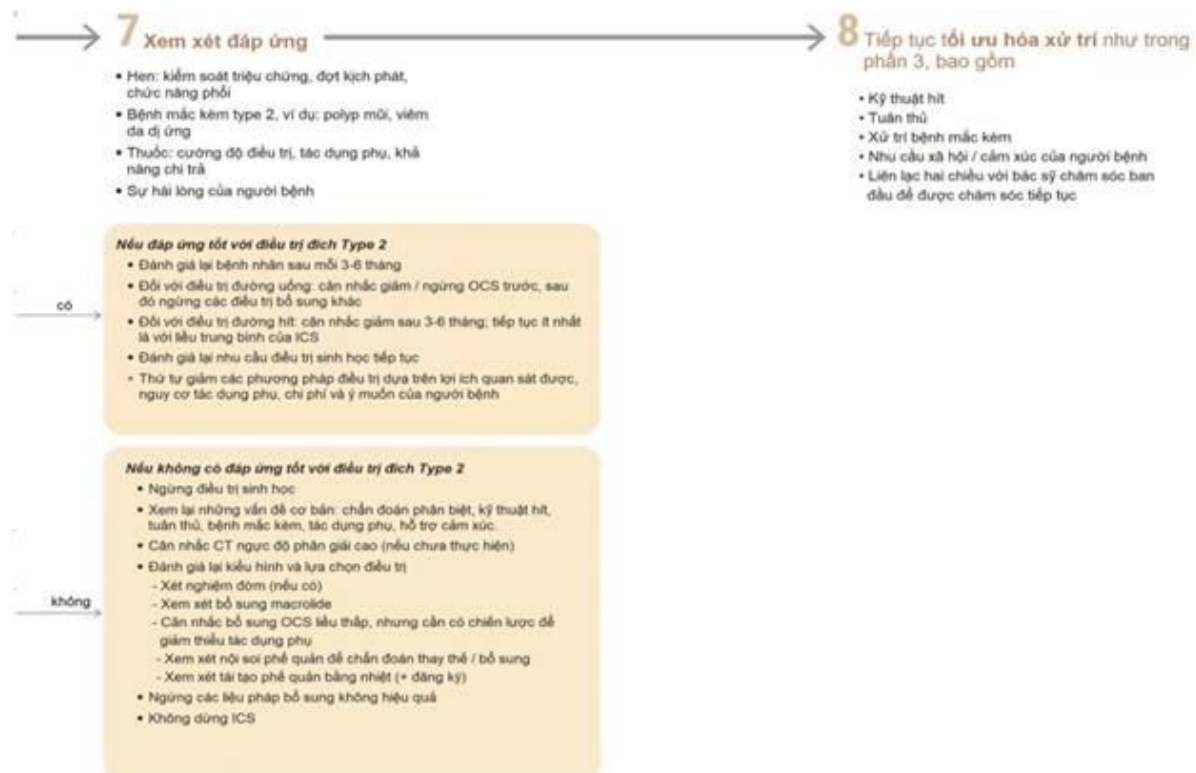 7 Xem xét đáp ứng
• Hen: kiểm soát triệu chứng, đợt kịch phát,
chức năng phổi
• Bệnh mắc kèm type 2, ví dụ: polyp mũi, viêm
da dị ứng
• Thuốc: cường độ điều trị, tác dụng phụ, khả
năng chi trả
• Sự hài lòng của người bệnh
8 Tiếp tục tối ưu hóa xử trí như trong
phần 3, bao gồm
• Kỹ thuật hít
• Tuân thủ
• Xử trí bệnh mắc kèm
• Nhu cầu xã hội / cảm xúc của người bệnh
• Liên lạc hai chiều với bác sỹ chăm sóc ban
đầu để được chăm sóc tiếp tục
có
Nếu đáp ứng tốt với điều trị đích Type 2
• Đánh giá lại bệnh nhân sau mỗi 3-6 tháng
• Đối với điều trị đường uống: cân nhắc giảm / ngừng OCS trước, sau
đó ngừng các điều trị bổ sung khác
• Đối với điều trị đường hít: cân nhắc giảm sau 3-6 tháng; tiếp tục ít nhất
là với liều trung bình của ICS
• Đánh giá lại nhu cầu điều trị sinh học tiếp tục
• Thứ tự giảm các phương pháp điều trị dựa trên lợi ích quan sát được,
nguy cơ tác dụng phụ, chi phí và ý muốn của người bệnh
không
Nếu không có đáp ứng tốt với điều trị đích Type 2
• Ngừng điều trị sinh học
• Xem lại những vấn đề cơ bản: chẩn đoán phân biệt, kỹ thuật hít,
tuân thủ, bệnh mắc kèm, tác dụng phụ, hỗ trợ cảm xúc.
• Cân nhắc CT ngực độ phân giải cao (nếu chưa thực hiện)
• Đánh giá lại kiểu hình và lựa chọn điều trị
- Xét nghiệm đờm (nếu có)
- Xem xét bổ sung macrolide
- Cân nhắc bổ sung OCS liều thấp, nhưng cần có chiến lược để
giảm thiểu tác dụng phụ
- Xem xét nội soi phế quản để chẩn đoán thay thế / bổ sung
- Xem xét tái tạo phế quản bằng nhiệt (+ đăng ký)
• Ngừng các liệu pháp bổ sung không hiệu quả
• Không dừng ICS